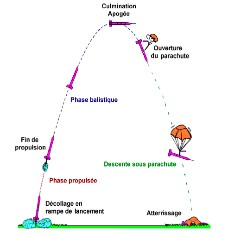 Culmination
Apogée
Ouverture
du parachute
Phase balistique
Fin de
propulsion
Descente sous parachute
Phase propulsée
Décollage en
rampe de lancement
Atterrissage